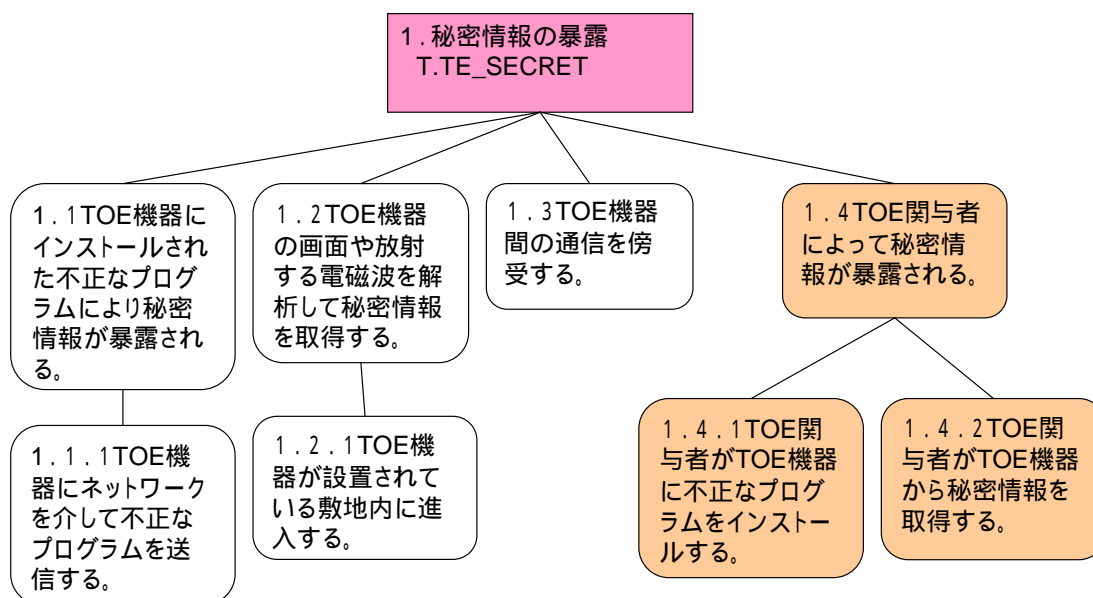 1．秘密情報の暴露
T.TE_SECRET
1．1TOE機器に
インストールされ
た不正なプログ
ラムにより秘密
情報が暴露され
る。
1．2TOE機器
の画面や放射
する電磁波を解
析して秘密情報
を取得する。
1．3TOE機器
間の通信を傍
受する。
1．4TOE関与者
によって秘密情
報が暴露される。
1．1．1TOE機
器にネットワーク
を介して不正な
プログラムを送
信する。
1．2．1TOE機
器が設置されて
いる敷地内に進
入する。
1．4．1TOE関
与者がTOE機器
に不正なプログ
ラムをインストー
ルする。
1．4．2TOE関
与者がTOE機器
から秘密情報を
取得する。